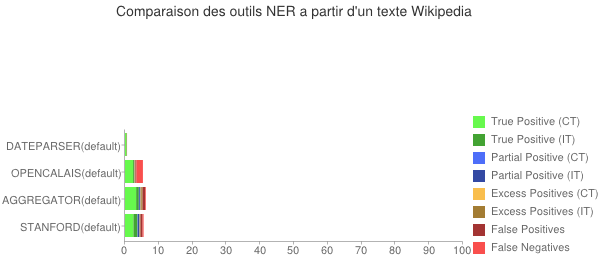 Comparaison des outils NER a partir d'un texte Wikipedia
DATEPARSER(default)
OPENCALAIS(default)
AGGREGATOR(default)
STANFORD(default)
0 10 20 30 40 50 60 70 80 90 100
True Positive (CT)
True Positive (IT)
Partial Positive (CT)
Partial Positive (IT)
Excess Positives (CT)
Excess Positives (IT)
False Positives
False Negatives